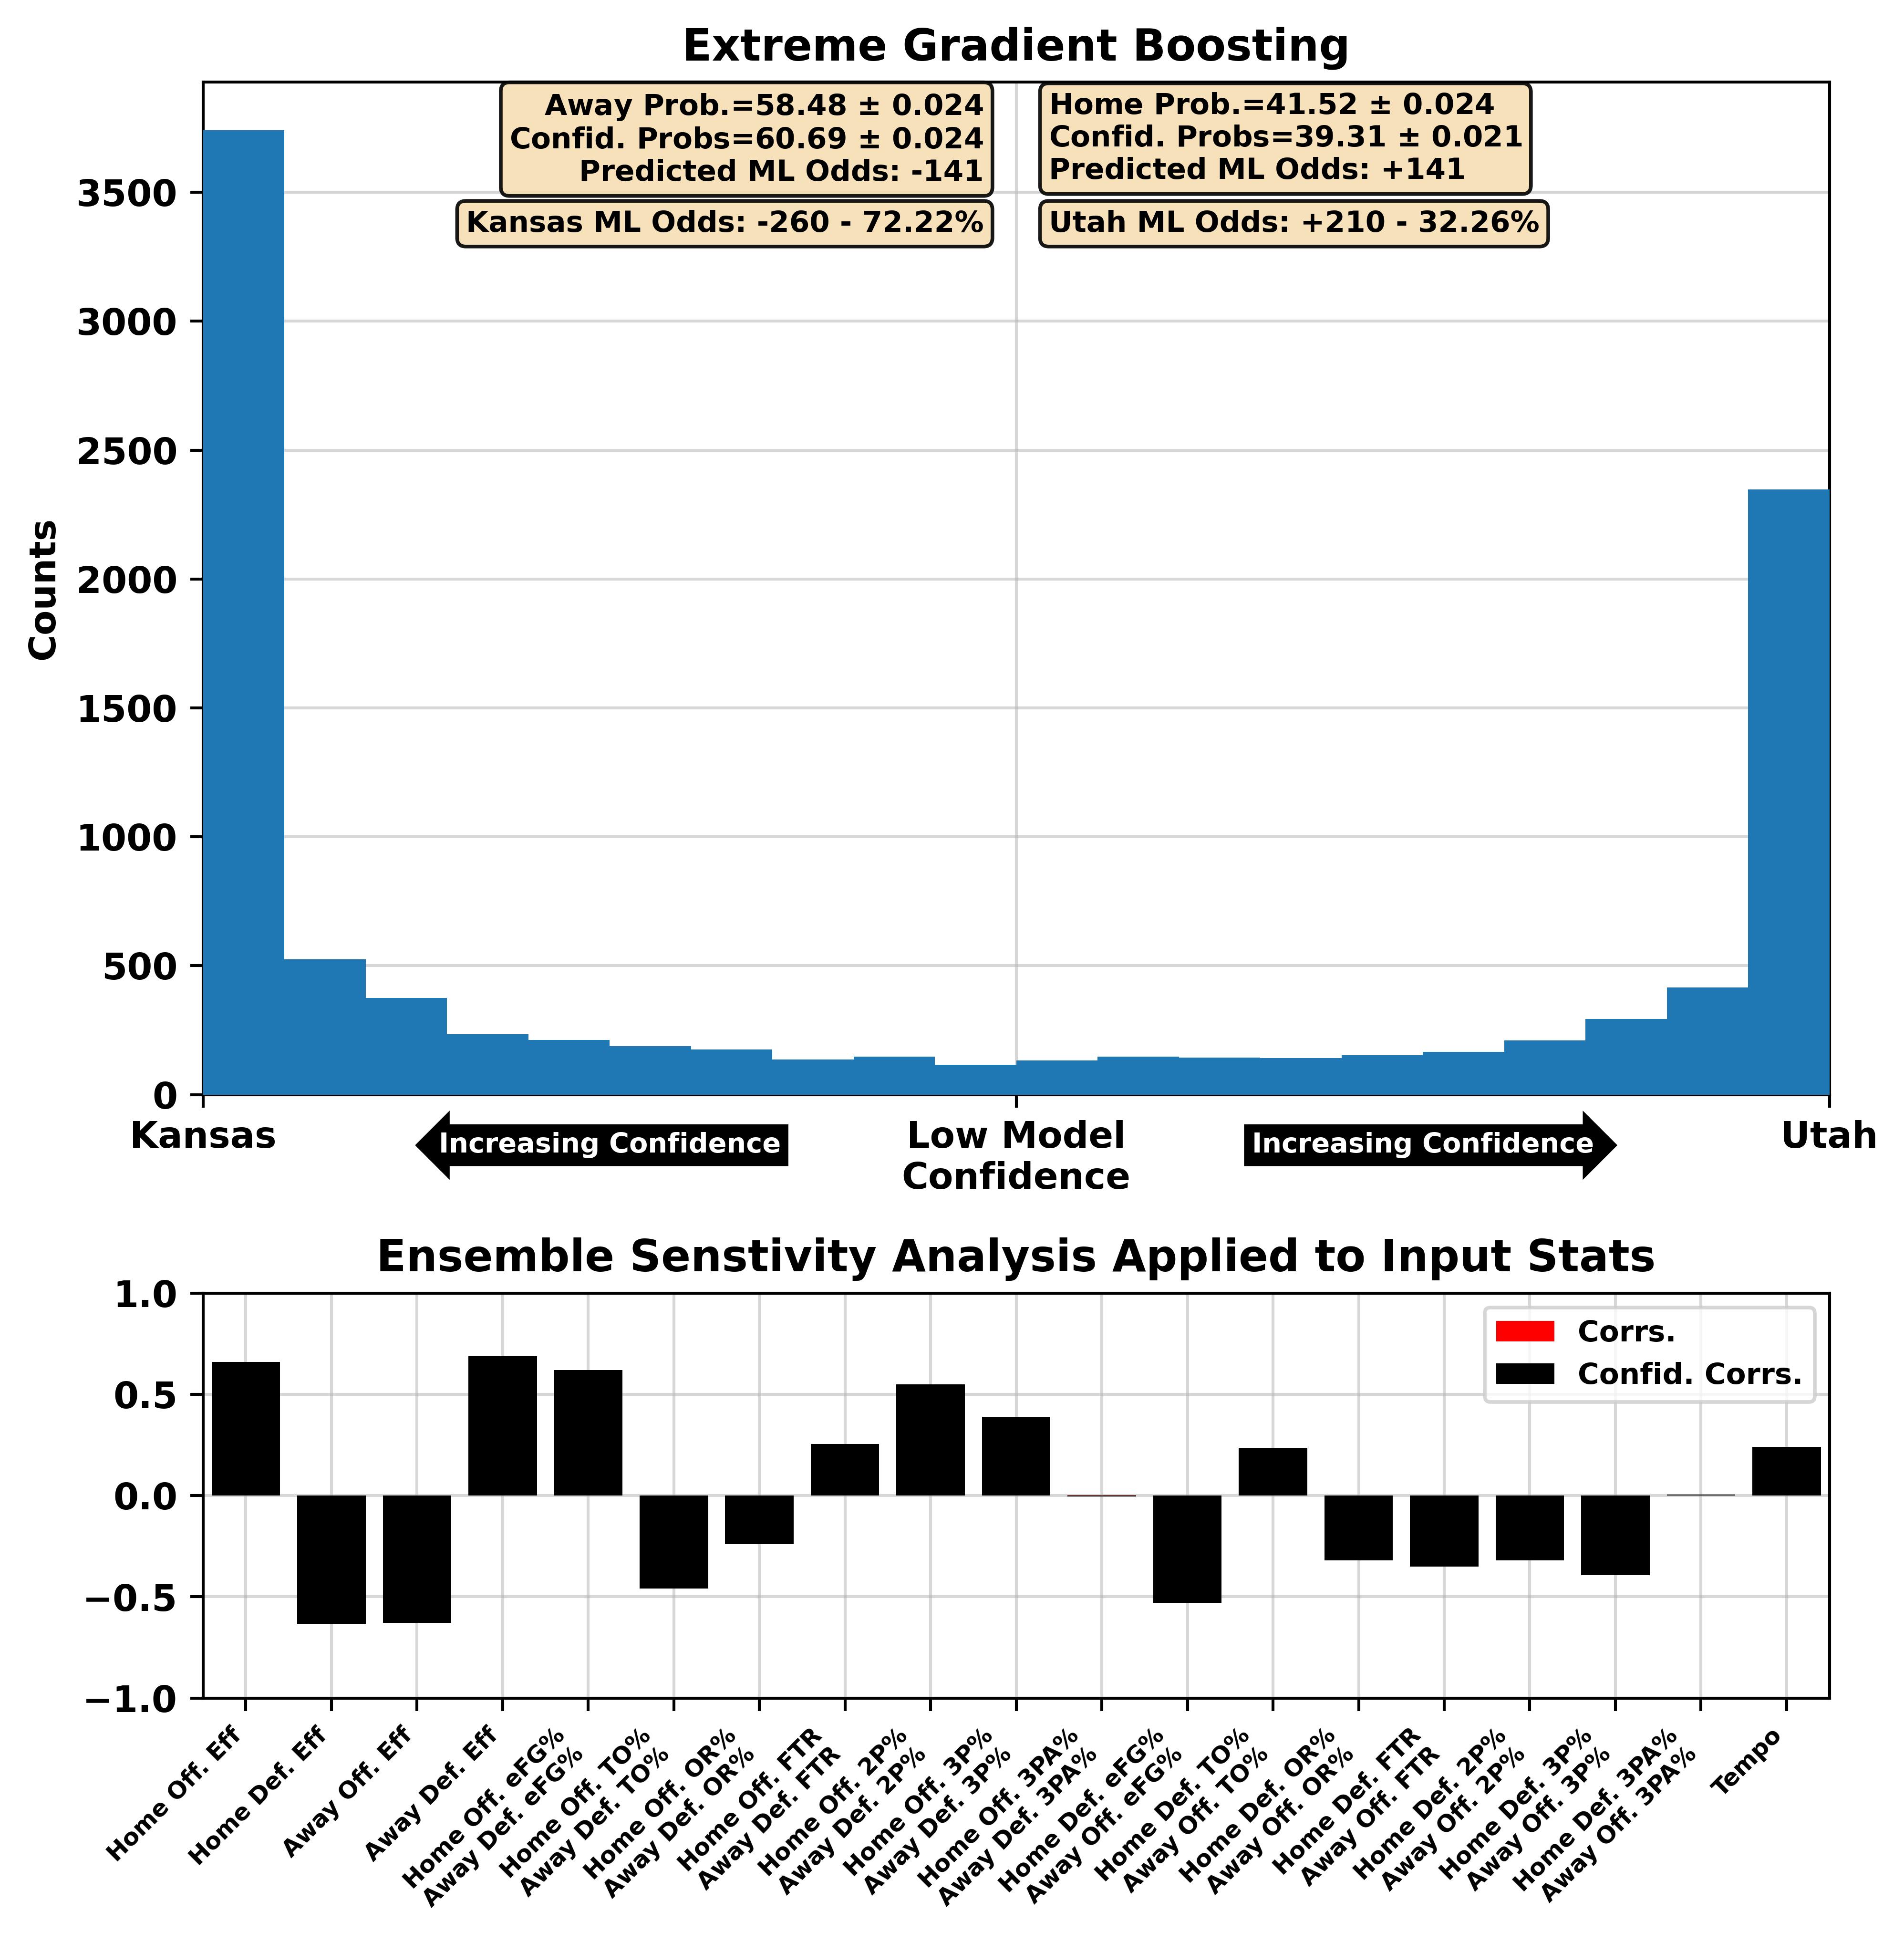 Extreme Gradient Boosting
Away Prob.=58.48 ± 0.024
Confid. Probs=60.69 ± 0.024
Predicted ML Odds: -141
Home Prob.=41.52 ± 0.024
Confid. Probs=39.31 ± 0.021
Predicted ML Odds: +141
Kansas ML Odds: -260 - 72.22%
Utah ML Odds: +210 - 32.26%
Counts
3500
3000
2500
2000
1500
1000
500
0
Kansas
Increasing Confidence
Low Model
Confidence
Increasing Confidence
Utah
Ensemble Senstivity Analysis Applied to Input Stats
1.0
0.5
0.0
−0.5
−1.0
Corrs.
Confid. Corrs.
Home Off. Eff
Home Def. Eff
Away Off. Eff
Away Def. Eff
Home Off. eFG%
Away Def. eFG%
Home Off. TO%
Away Def. TO%
Home Off. OR%
Away Def. OR%
Home Off. FTR
Away Def. FTR
Home Off. 2P%
Away Def. 2P%
Home Off. 3P%
Away Def. 3P%
Home Off. 3PA%
Away Def. 3PA%
Home Def. eFG%
Away Off. eFG%
Home Def. TO%
Away Off. TO%
Home Def. OR%
Away Off. OR%
Home Def. FTR
Away Off. FTR
Home Def. 2P%
Away Off. 2P%
Home Def. 3P%
Away Off. 3P%
Home Def. 3PA%
Away Off. 3PA%
Tempo